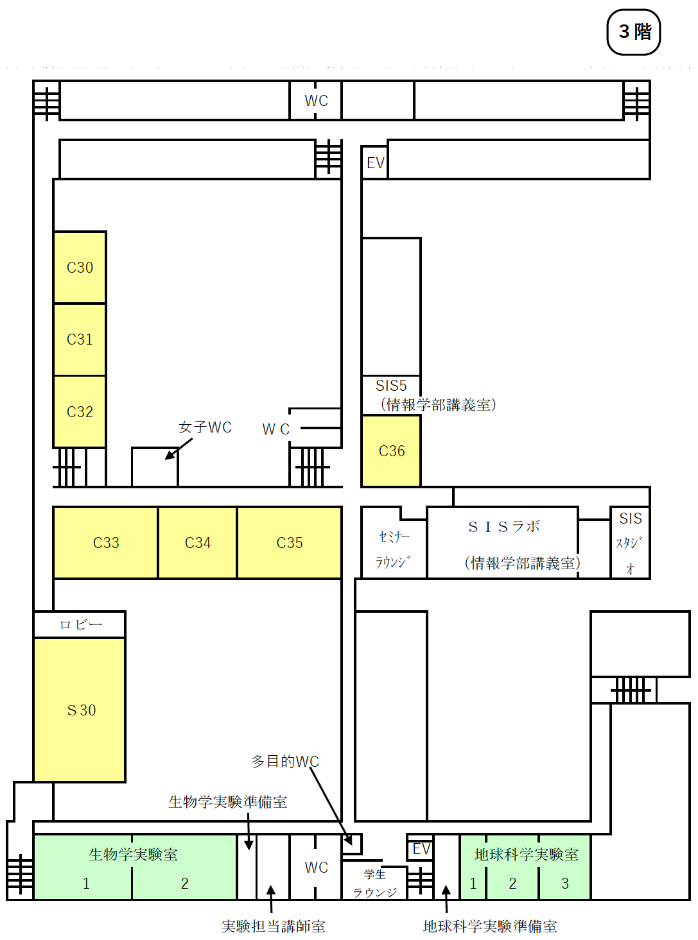 ３階
WC
EV
C30
C31
C32
SIS5
（情報学部講義室）
女子WC
ＷＣ
C36
C33
C34
C35
ｾﾐﾅｰ
ﾗｳﾝｼﾞ
ＳＩＳラボ
（情報学部講義室）
SIS
ｽﾀｼﾞ
ｵ
ロビー
Ｓ30
多目的WC
生物学実験準備室
生物学実験室
1
2
WC
学生
ラウンジ
EV
地球科学実験室
1
2
3
実験担当講師室
地球科学実験準備室